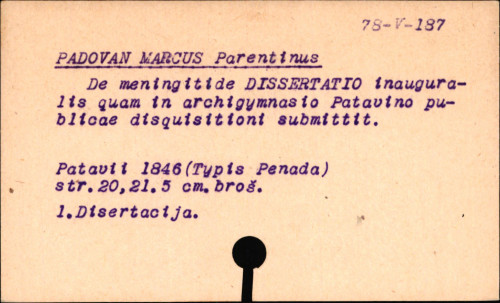 78-V-187
PADOVAN MARCUS Parentinus
De meningitide DISSERTATIO inaugura-
lis quam in archigymnasio Patavino pu-
blicae disquisitioni submittit.
Patavii 1846(Typis Penada)
str.20,21.5 cm.broš.
1.Disertacija.